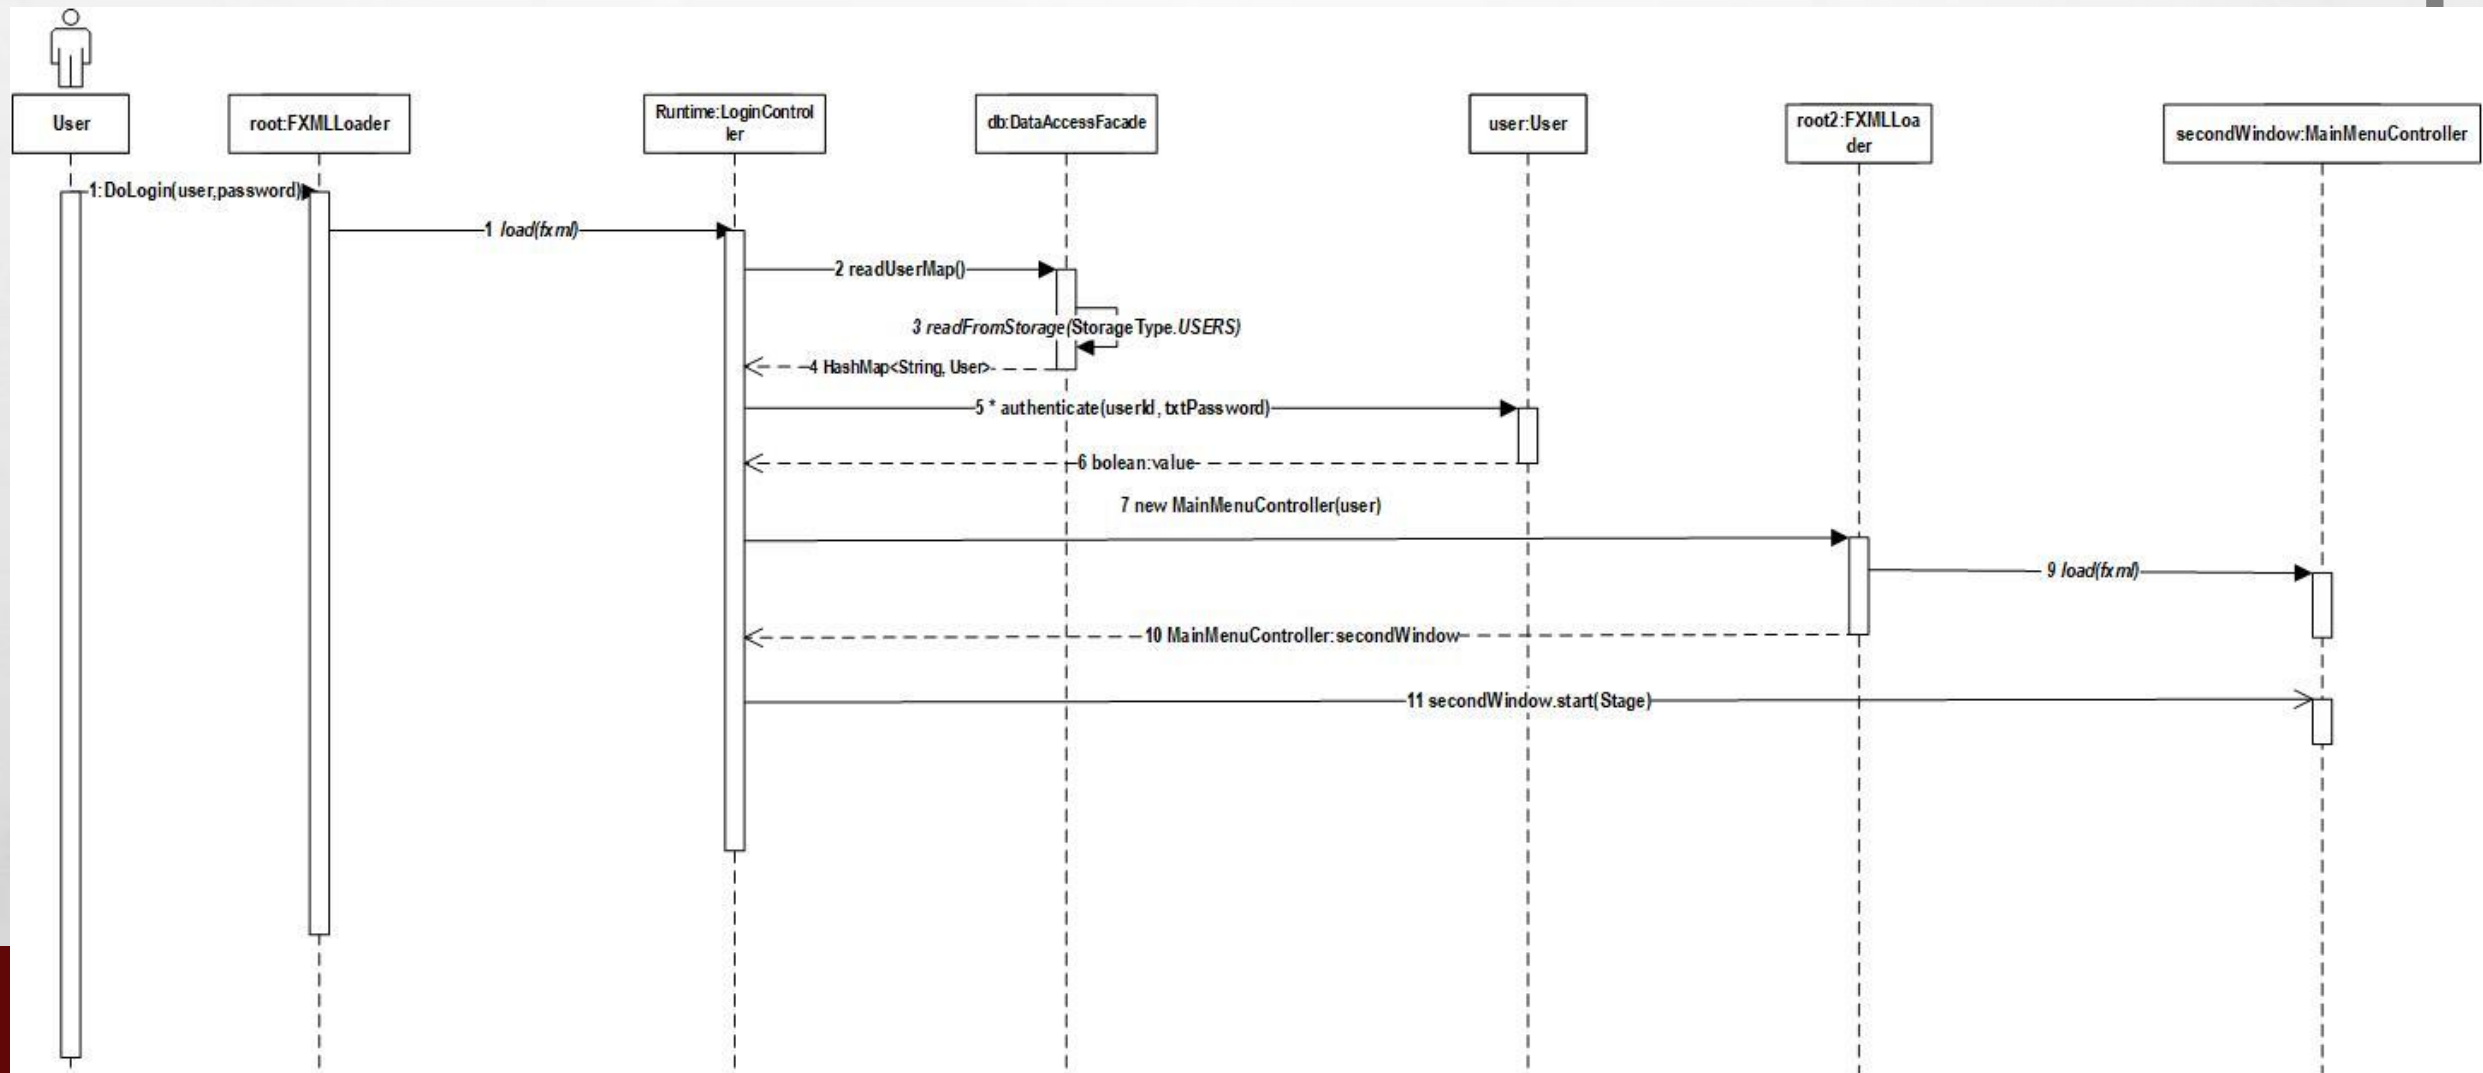 User
root:FXMLLoader
Runtime:LoginControl
ler
db:DataAccessFacade
user:User
root2:FXMLLoa
der
secondWindow:MainMenuController
1:DoLogin(user,password)
1 load(fxml)
2 readUserMap()
3 readFromStorage(StorageType.USERS)
4 HashMap<String, User>
5 * authenticate(userId, txtPassword)
6 bolean:value
7 new MainMenuController(user)
9 load(fxml)
10 MainMenuController:secondWindow
11 secondWindow.start(Stage)